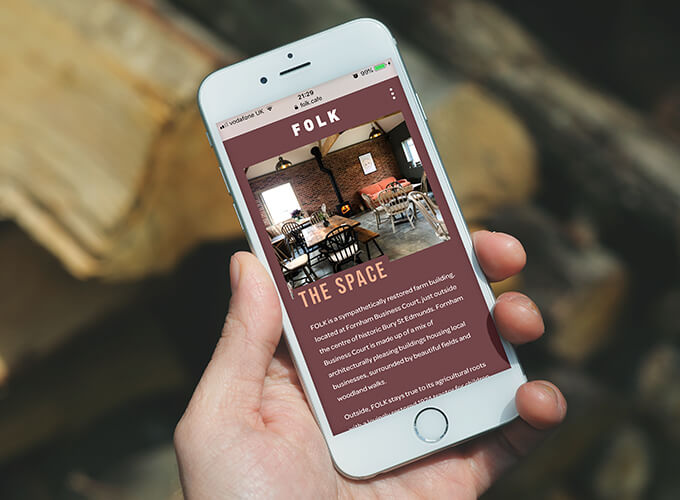 vodafone UK 21:29 99%
folk.cafe
FOLK
THE SPACE
FOLK is a sympathetically restored farm building,
located at Fornham Business Court, just outside
the centre of historic Bury St Edmunds. Fornham
Business Court is made up of a mix of
architecturally pleasing buildings housing local
businesses, surrounded by beautiful fields and
woodland walks.
Outside, FOLK stays true to its agricultural roots